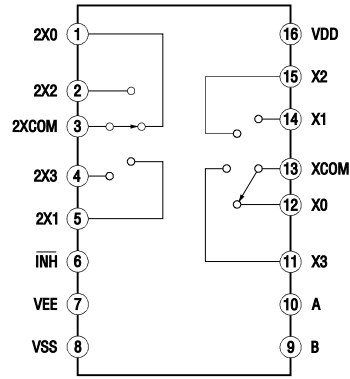 2X0 1 16 VDD
15 X2
2X2 2
14 X1
2XCOM 3
13 XCOM
2X3 4
12 X0
2X1 5
I̅N̅H̅ 6 11 X3
VEE 7 10 A
VSS 8 9 B